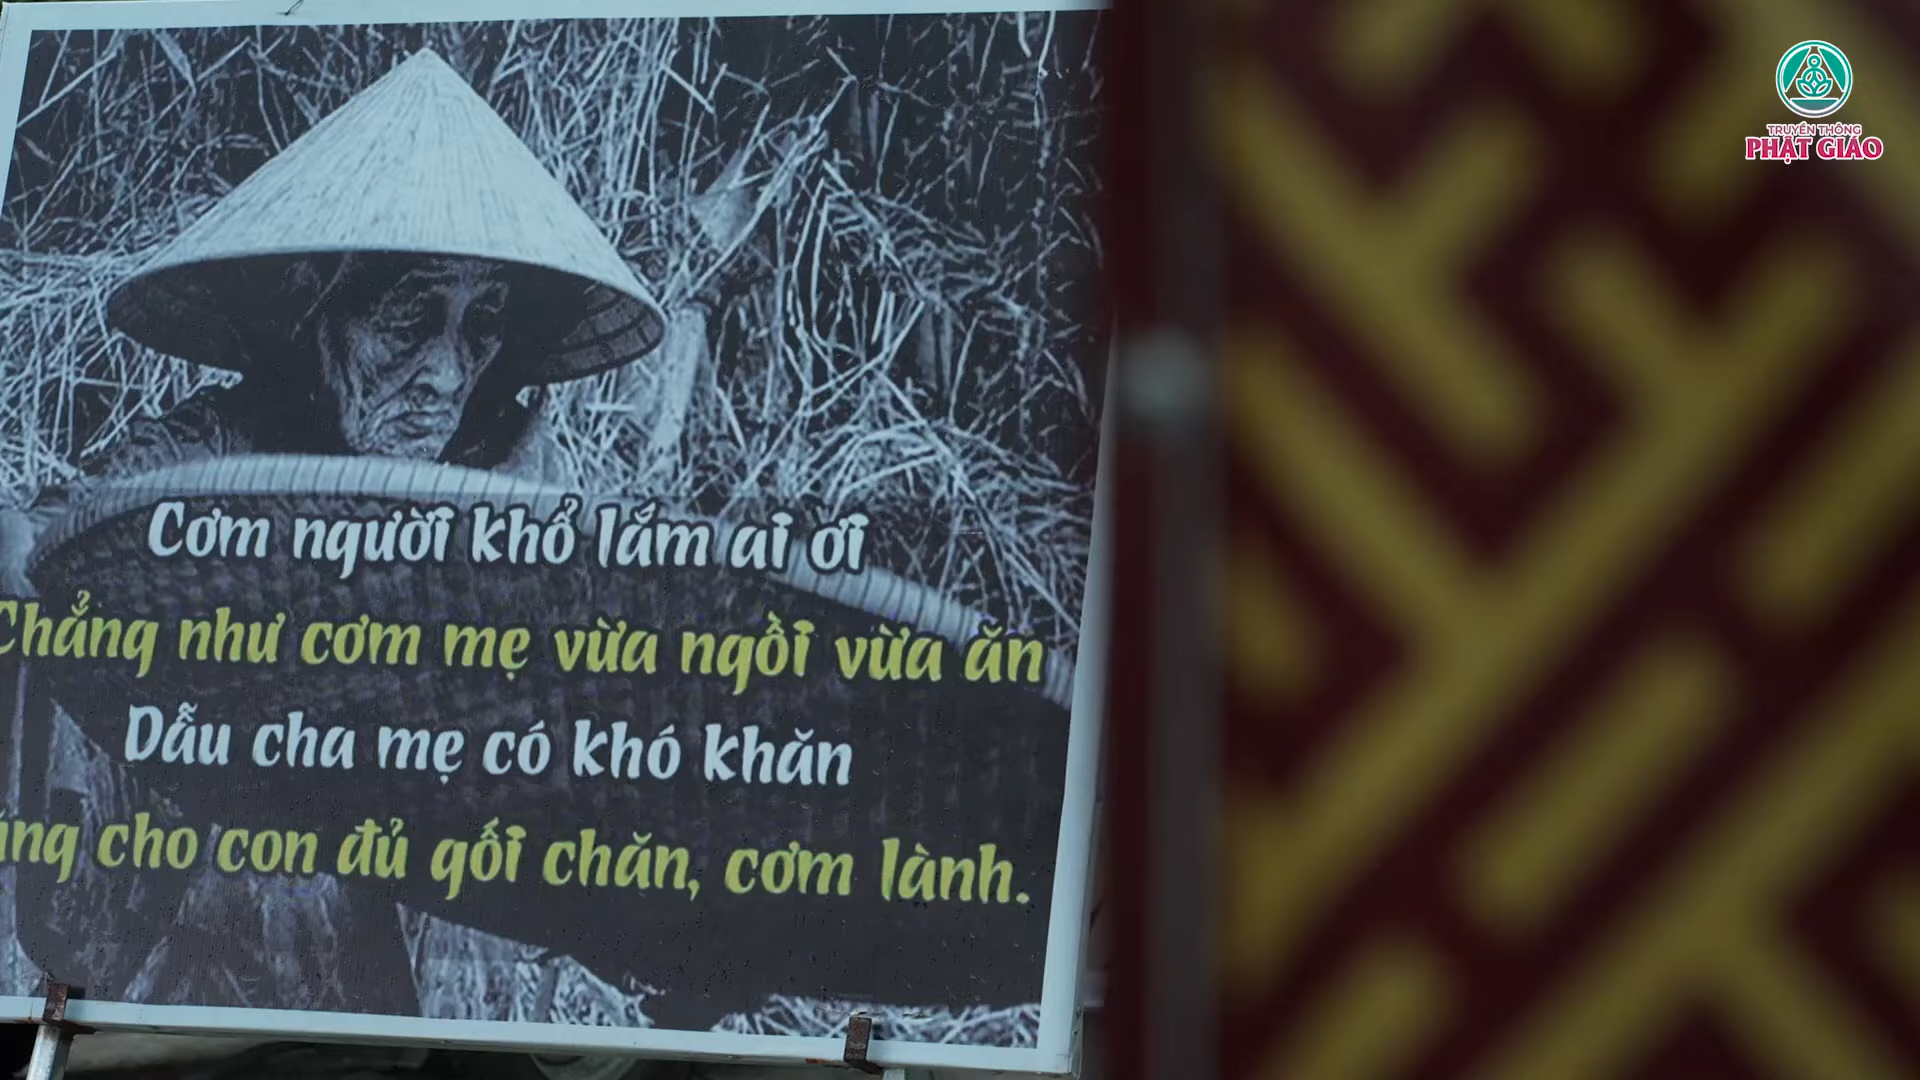 Cơm người khổ lắm ai ơi
Chẳng như cơm mẹ vừa ngồi vừa ăn
Dẫu cha mẹ có khó khăn
cho con đủ gối chăn, cơm lành.
TRUYỀN THÔNG
PHẬT GIÁO